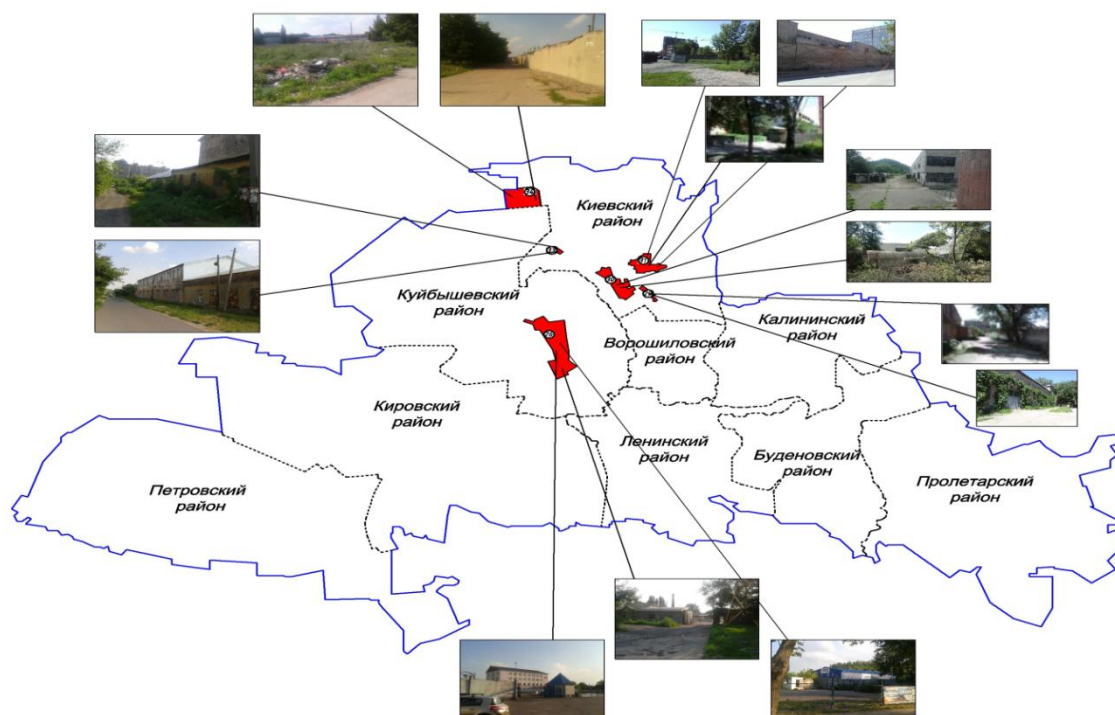 Киевский
район
Куйбышевский
район
Калининский
район
Ворошиловский
район
Кировский
район
Ленинский
район
Буденовский
район
Пролетарский
район
Петровский
район